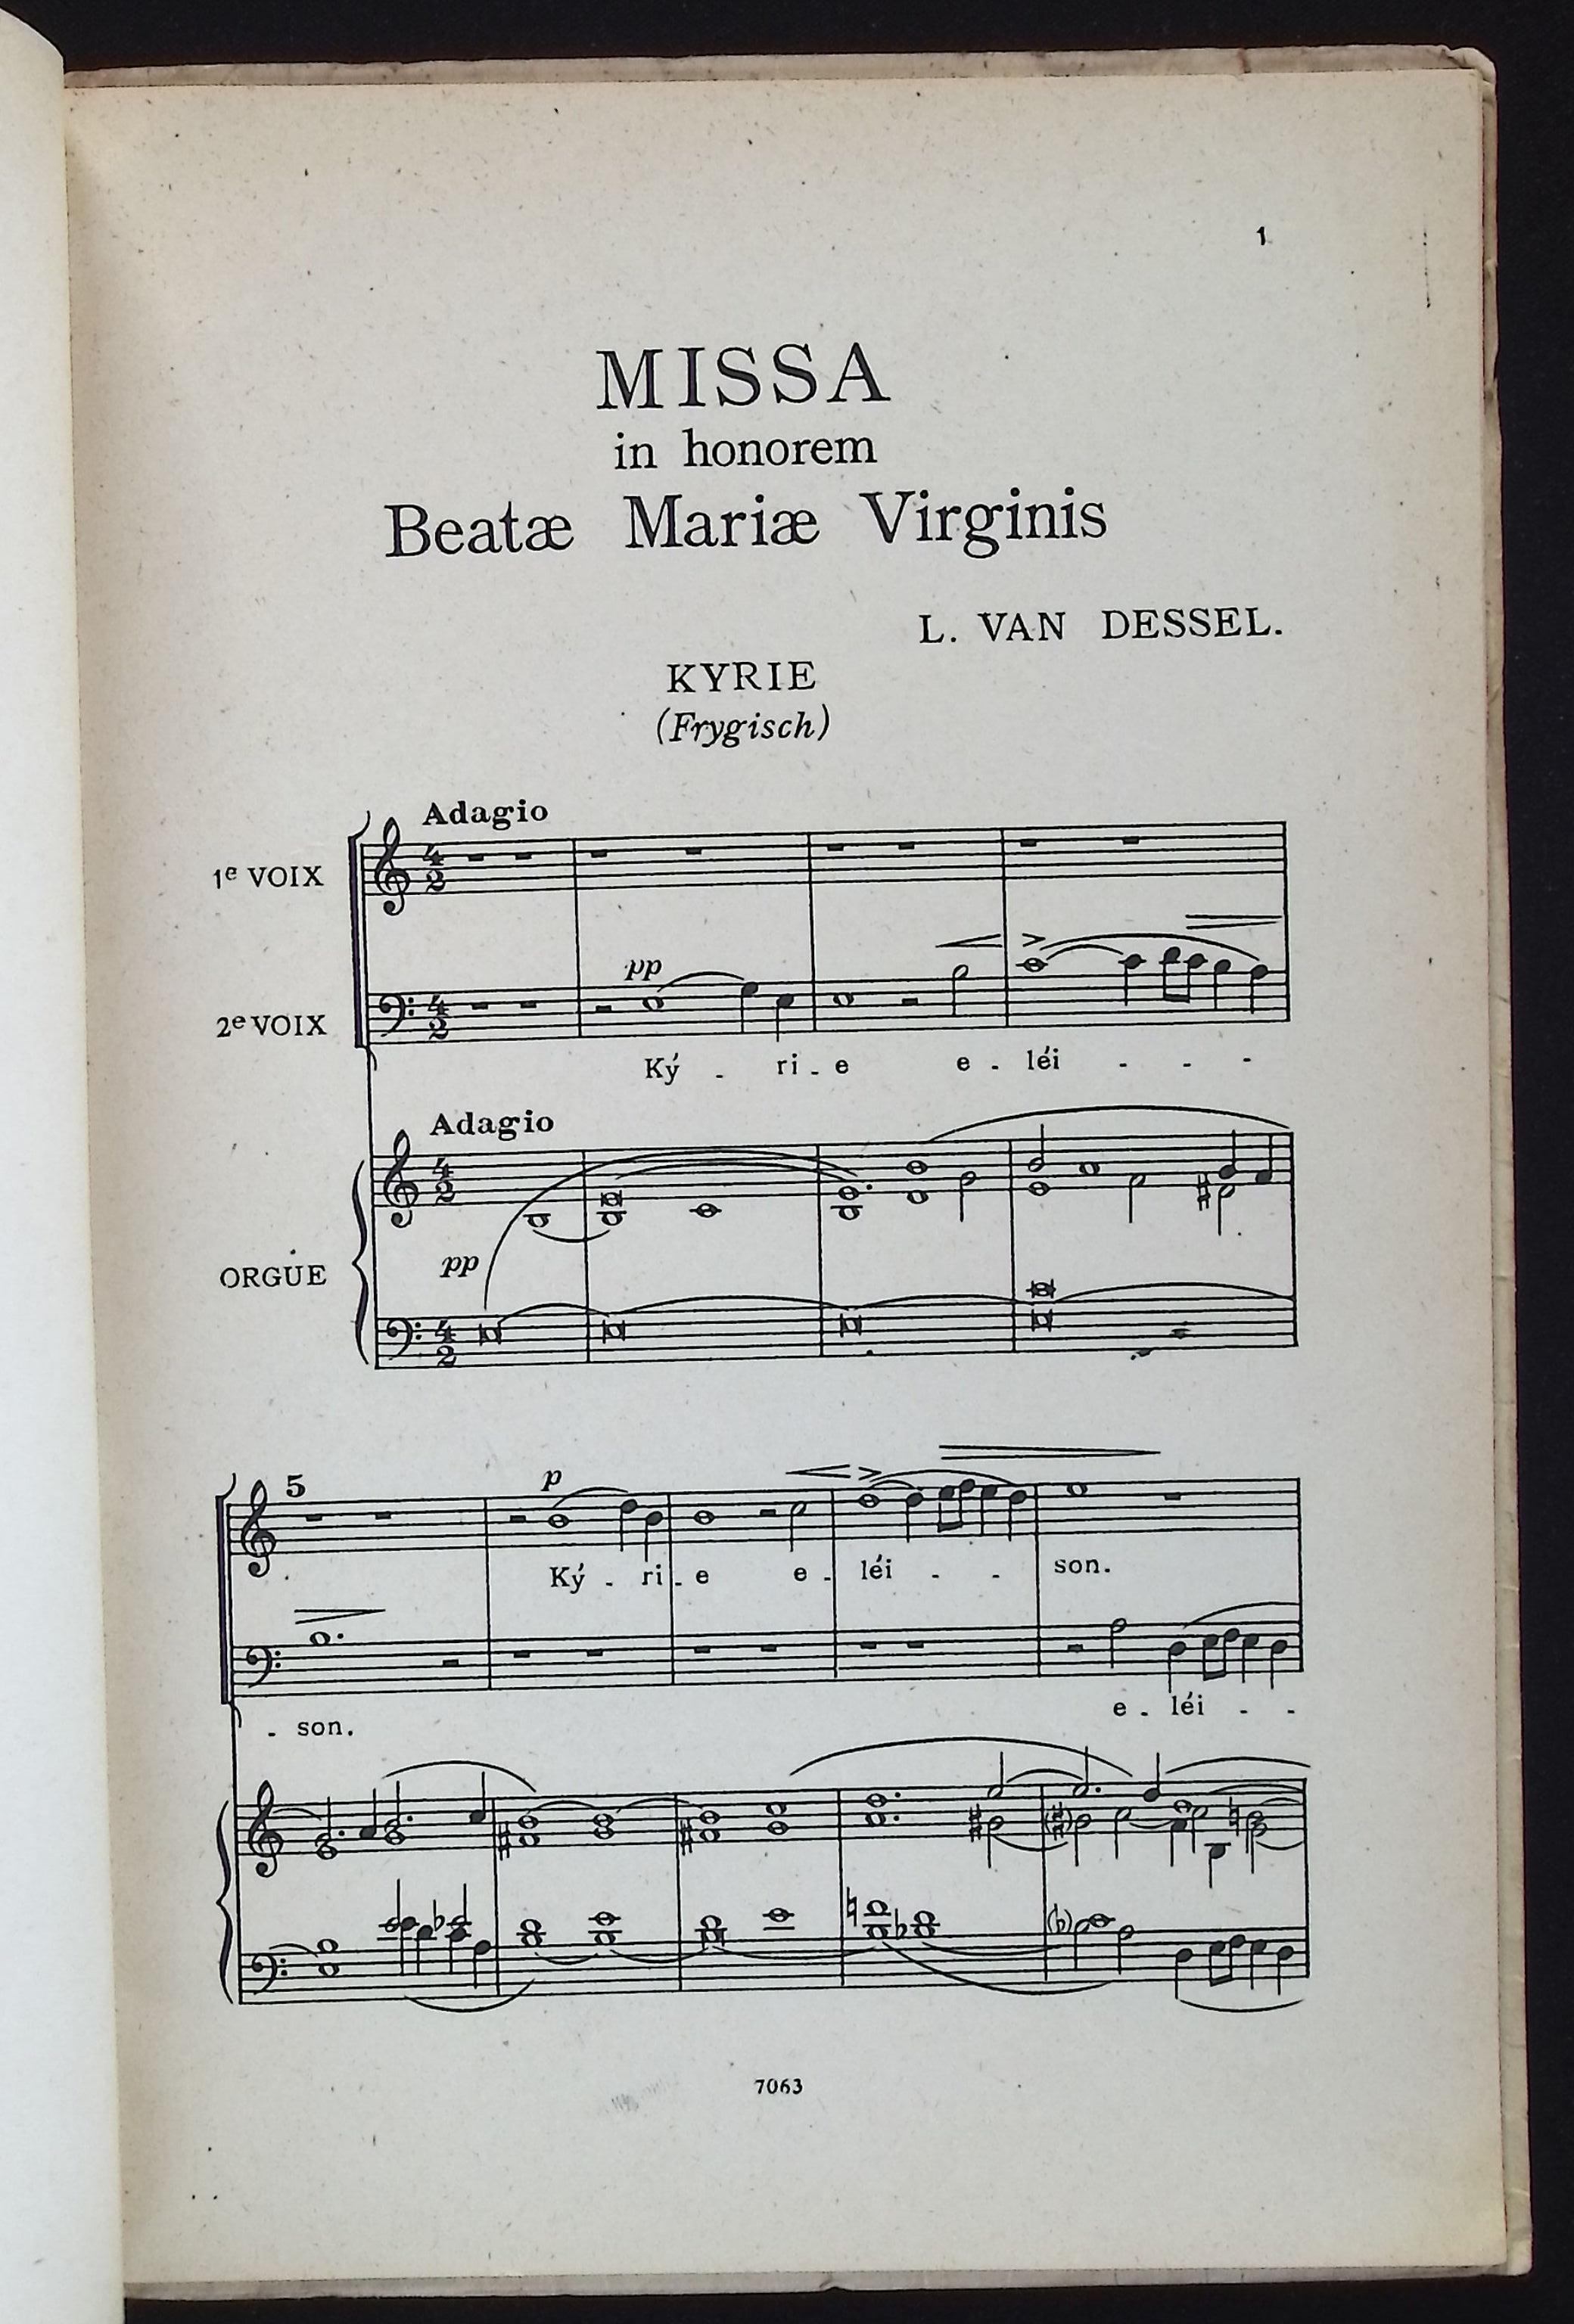 1
MISSA
in honorem
Beatæ Mariæ Virginis
L. VAN DESSEL.
KYRIE
(Frygisch)
Adagio
1e VOIX
pp
2e VOIX
Ký - ri - e e - léi - - -
Adagio
pp
ORGUE
5
p
Ký - ri - e e - léi - - son.
- son. e - léi - -
7063